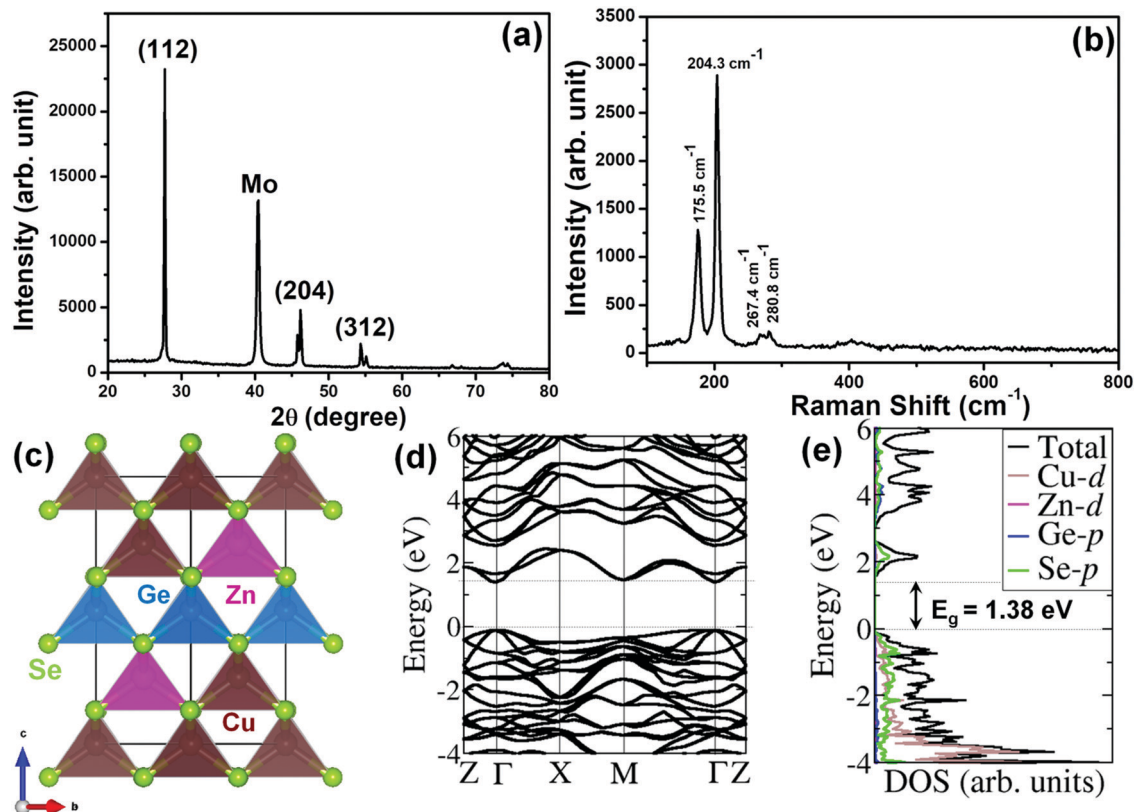 (a)
Intensity (arb. unit)
25000
20000
15000
10000
5000
0
(112)
Mo
(204)
(312)
20 30 40 50 60 70 80
2θ (degree)
(b)
Intensity (arb. unit)
3500
3000
2500
2000
1500
1000
500
0
175.5 cm⁻¹
204.3 cm⁻¹
267.4 cm⁻¹
280.8 cm⁻¹
200 400 600 800
Raman Shift (cm⁻¹)
(c)
Ge
Zn
Se
Cu
c
b
(d)
Energy (eV)
6
4
2
0
-2
-4
Z Γ X M Γ Z
(e)
Energy (eV)
6
4
2
0
-2
-4
Total
Cu-d
Zn-d
Ge-p
Se-p
Eg = 1.38 eV
DOS (arb. units)